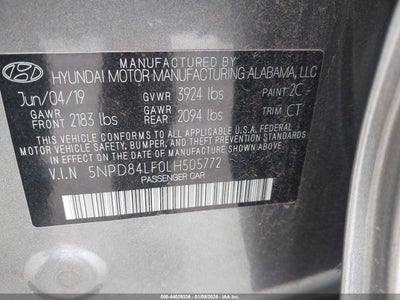 MANUFACTURED BY
HYUNDAI MOTOR MANUFACTURING ALABAMA, LLC
Jun/04/19 GVWR 3924 lbs PAINT 2C
GAWR FRONT 2183 lbs GAWR REAR 2094 lbs TRIM CT
THIS VEHICLE CONFORMS TO ALL APPLICABLE U.S. FEDERAL
MOTOR VEHICLE SAFETY, BUMPER, AND THEFT PREVENTION
STANDARDS IN EFFECT ON THE DATE OF MANUFACTURE SHOWN ABOVE.
V.I.N 5NPD84LF0LH505772
PASSENGER CAR
000-44039326 - 01/09/2026 - www.iaai.com